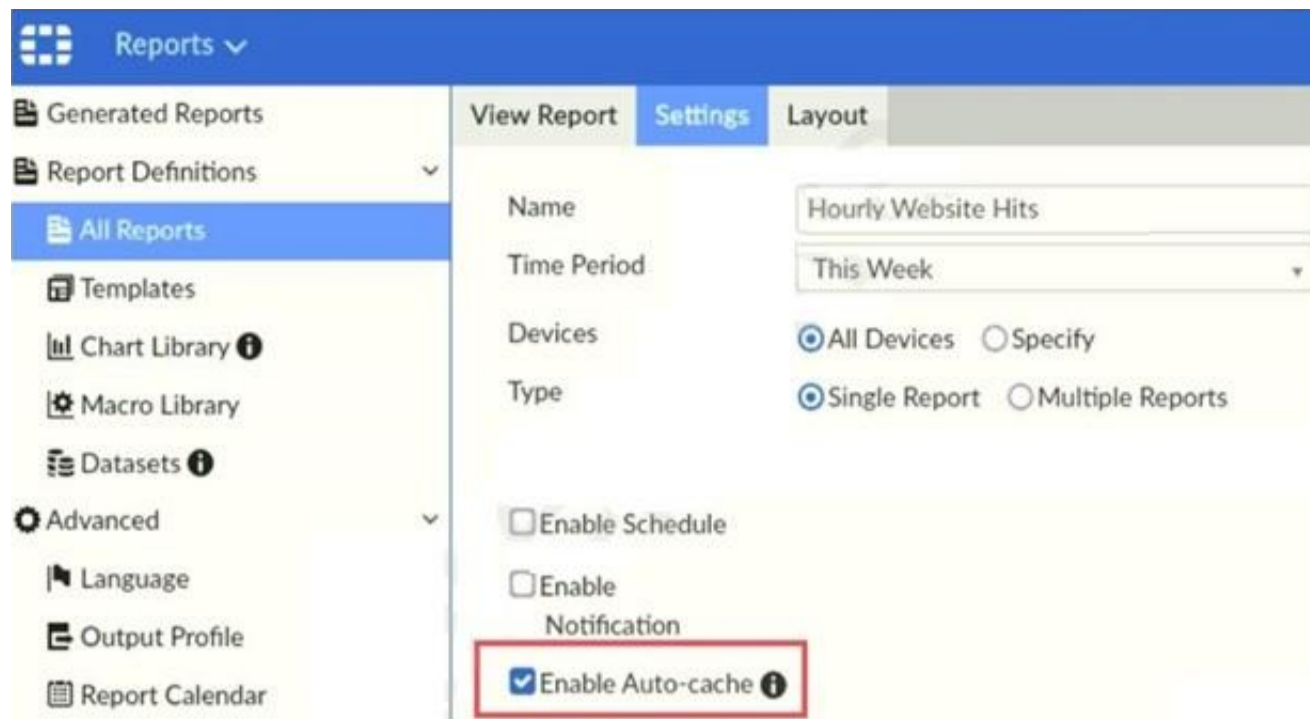 Reports
Generated Reports
Report Definitions
All Reports
Templates
Chart Library
Macro Library
Datasets
Advanced
Language
Output Profile
Report Calendar
View Report Settings Layout
Name Hourly Website Hits
Time Period This Week
Devices All Devices Specify
Type Single Report Multiple Reports
Enable Schedule
Enable
Notification
Enable Auto-cache